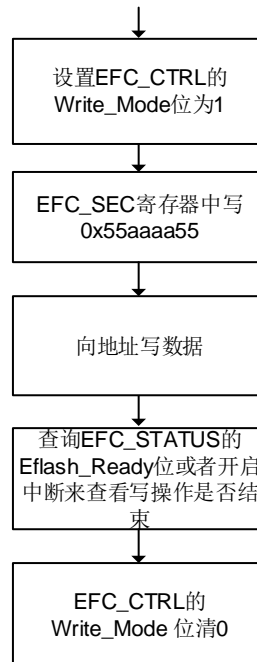 设置EFC_CTRL的
Write_Mode位为1
EFC_SEC寄存器中写
0x55aaaa55
向地址写数据
查询EFC_STATUS的
Eflash_Ready位或者开启
中断来查看写操作是否结
束
EFC_CTRL的
Write_Mode 位清0